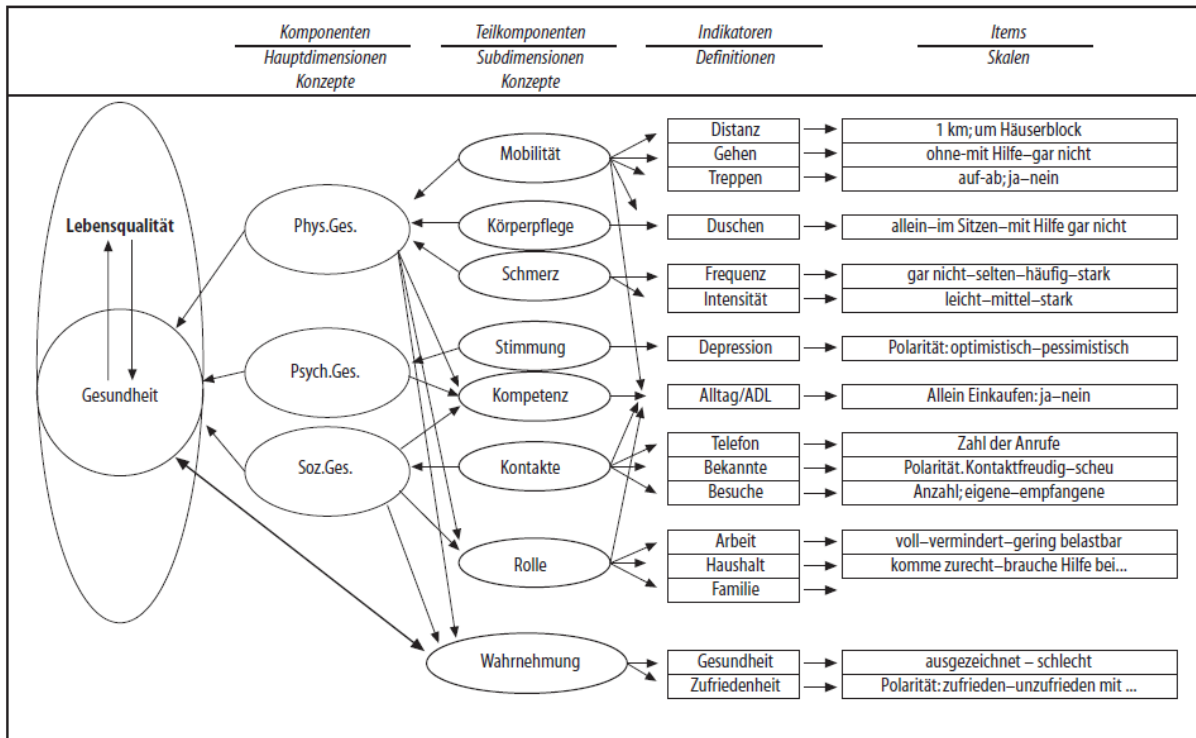 Komponenten
Hauptdimensionen
Konzepte
Teilkomponenten
Subdimensionen
Konzepte
Indikatoren
Definitionen
Items
Skalen
Lebensqualität
Gesundheit
Phys.Ges.
Psych.Ges.
Soz.Ges.
Mobilität
Körperpflege
Schmerz
Stimmung
Kompetenz
Kontakte
Rolle
Wahrnehmung
Distanz
1 km; um Häuserblock
Gehen
ohne-mit Hilfe–gar nicht
Treppen
auf-ab; ja–nein
Duschen
allein–im Sitzen–mit Hilfe gar nicht
Frequenz
gar nicht–selten–häufig–stark
Intensität
leicht–mittel–stark
Depression
Polarität: optimistisch–pessimistisch
Alltag/ADL
Allein Einkaufen: ja–nein
Telefon
Zahl der Anrufe
Bekannte
Polarität. Kontaktfreudig–scheu
Besuche
Anzahl; eigene–empfangene
Arbeit
voll–vermindert–gering belastbar
Haushalt
komme zurecht–brauche Hilfe bei...
Familie
Gesundheit
ausgezeichnet – schlecht
Zufriedenheit
Polarität: zufrieden–unzufrieden mit ...